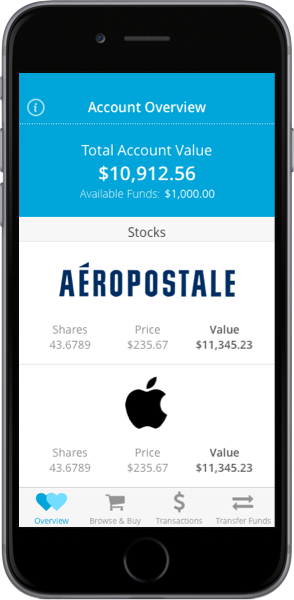 Account Overview
Total Account Value
$10,912.56
Available Funds: $1,000.00
Stocks
AÉROPOSTALE
Shares Price Value
43.6789 $235.67 $11,345.23
Shares Price Value
43.6789 $235.67 $11,345.23
Overview Browse & Buy Transactions Transfer Funds